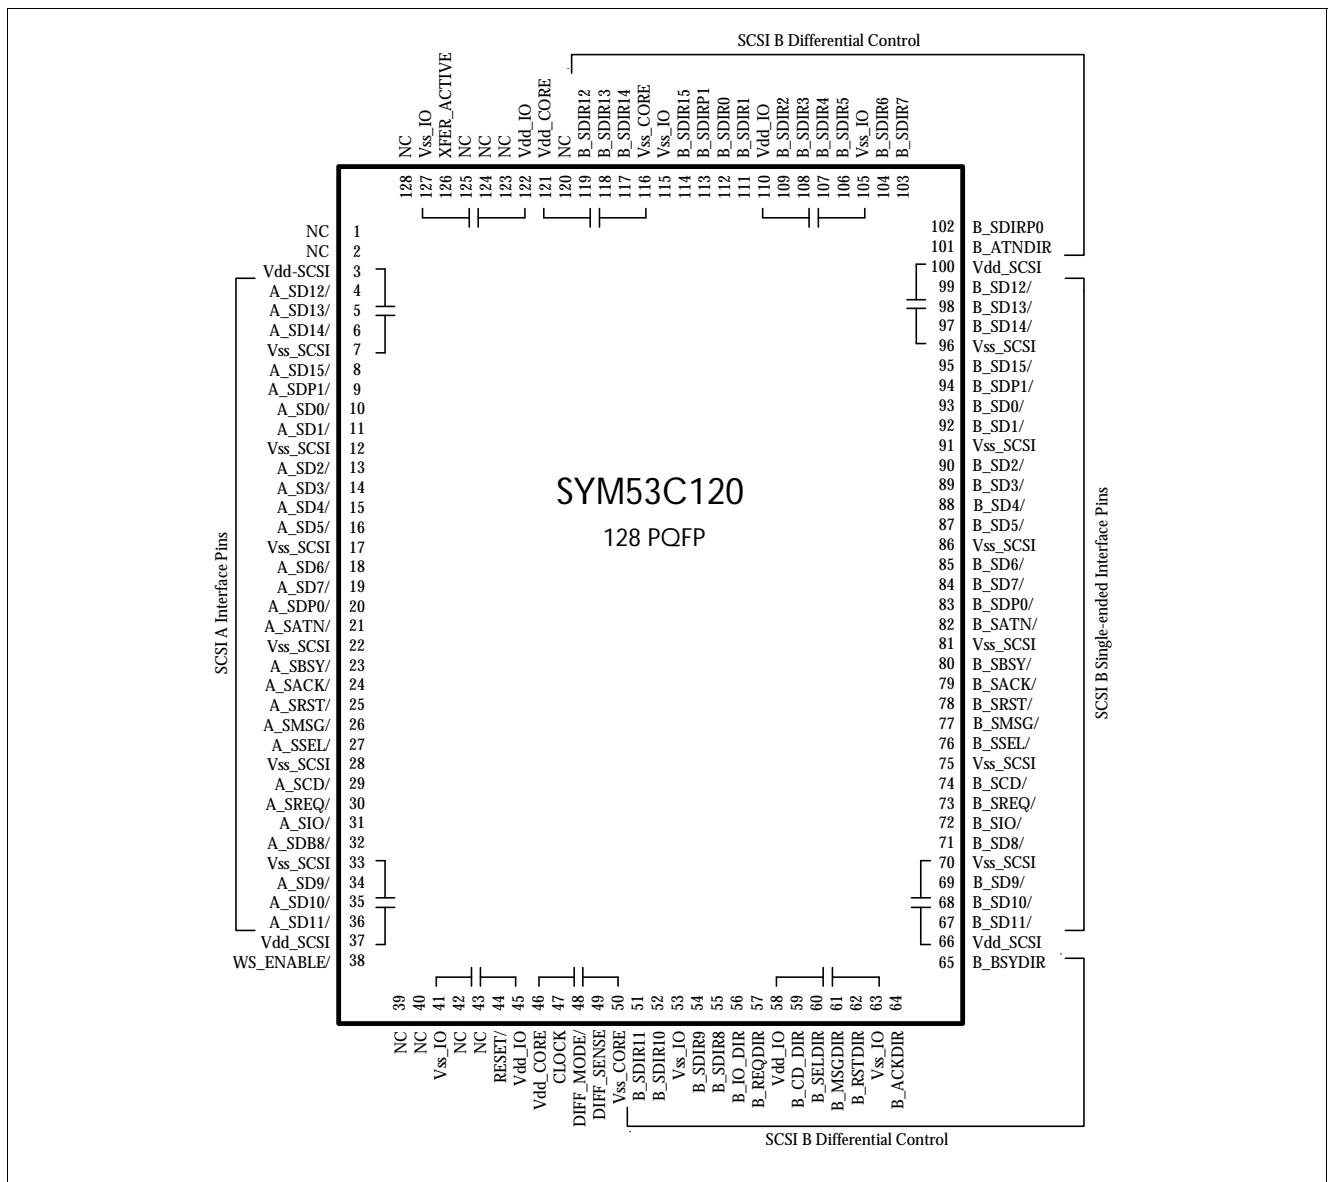 SCSI B Differential Control
NC
Vss_IO
XFER_ACTIVE
NC
NC
NC
Vdd_IO
Vdd_CORE
NC
B_SDIR12
B_SDIR13
B_SDIR14
Vss_CORE
Vss_IO
B_SDIR15
B_SDIRP1
B_SDIR0
B_SDIR1
Vdd_IO
B_SDIR2
B_SDIR3
B_SDIR4
B_SDIR5
Vss_IO
B_SDIR6
B_SDIR7
128 127 126 125 124 123 122 121 120 119 118 117 116 115 114 113 112 111 110 109 108 107 106 105 104 103
SCSI A Interface Pins
NC 1
NC 2
Vdd-SCSI 3
A_SD12/ 4
A_SD13/ 5
A_SD14/ 6
Vss_SCSI 7
A_SD15/ 8
A_SDP1/ 9
A_SD0/ 10
A_SD1/ 11
Vss_SCSI 12
A_SD2/ 13
A_SD3/ 14
A_SD4/ 15
A_SD5/ 16
Vss_SCSI 17
A_SD6/ 18
A_SD7/ 19
A_SDP0/ 20
A_SATN/ 21
Vss_SCSI 22
A_SBSY/ 23
A_SACK/ 24
A_SRST/ 25
A_SMSG/ 26
A_SSEL/ 27
Vss_SCSI 28
A_SCD/ 29
A_SREQ/ 30
A_SIO/ 31
A_SDB8/ 32
Vss_SCSI 33
A_SD9/ 34
A_SD10/ 35
A_SD11/ 36
Vdd_SCSI 37
WS_ENABLE/ 38
SYM53C120
128 PQFP
102 B_SDIRP0
101 B_ATNDIR
100 Vdd_SCSI
99 B_SD12/
98 B_SD13/
97 B_SD14/
96 Vss_SCSI
95 B_SD15/
94 B_SDP1/
93 B_SD0/
92 B_SD1/
91 Vss_SCSI
90 B_SD2/
89 B_SD3/
88 B_SD4/
87 B_SD5/
86 Vss_SCSI
85 B_SD6/
84 B_SD7/
83 B_SDP0/
82 B_SATN/
81 Vss_SCSI
80 B_SBSY/
79 B_SACK/
78 B_SRST/
77 B_SMSG/
76 B_SSEL/
75 Vss_SCSI
74 B_SCD/
73 B_SREQ/
72 B_SIO/
71 B_SD8/
70 Vss_SCSI
69 B_SD9/
68 B_SD10/
67 B_SD11/
66 Vdd_SCSI
65 B_BSYDIR
SCSI B Single-ended Interface Pins
39 40 41 42 43 44 45 46 47 48 49 50 51 52 53 54 55 56 57 58 59 60 61 62 63 64
NC
NC
Vss_IO
NC
NC
RESET/
Vdd_IO
Vdd_CORE
CLOCK
DIFF_MODE/
DIFF_SENSE
Vss_CORE
B_SDIR11
B_SDIR10
Vss_IO
B_SDIR9
B_SDIR8
B_IO_DIR
B_REQDIR
Vdd_IO
B_CD_DIR
B_SELDIR
B_MSGDIR
B_RSTDIR
Vss_IO
B_ACKDIR
SCSI B Differential Control